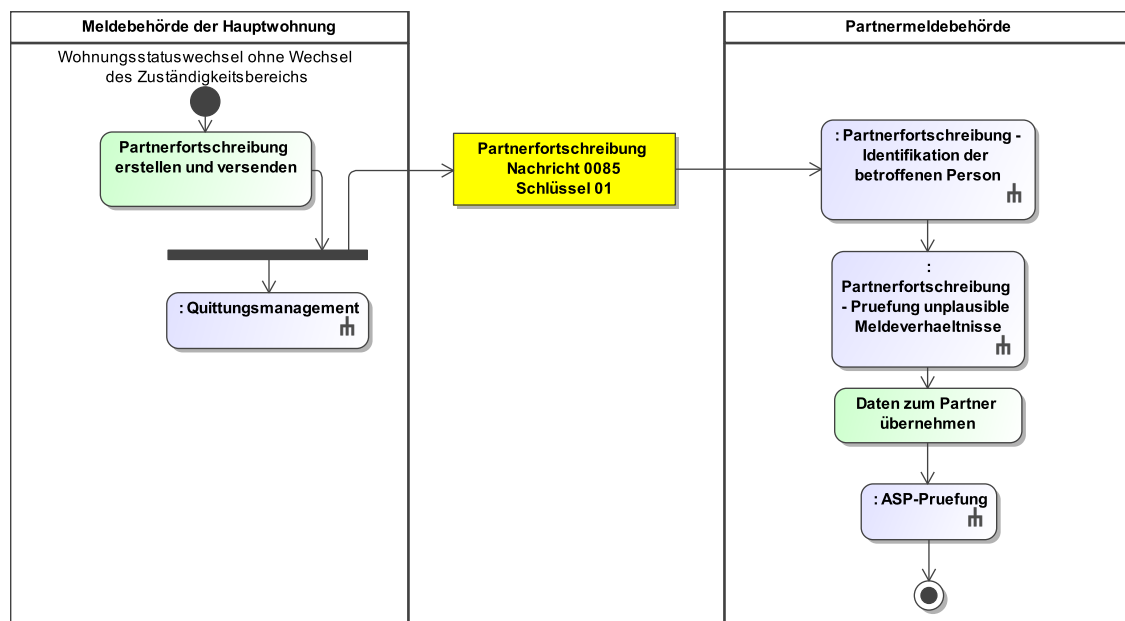 Meldebehörde der Hauptwohnung
Wohnungsstatuswechsel ohne Wechsel
des Zuständigkeitsbereichs
Partnerfortschreibung
erstellen und versenden
: Quittungsmanagement
Partnerfortschreibung
Nachricht 0085
Schlüssel 01
Partnermeldebehörde
: Partnerfortschreibung -
Identifikation der
betroffenen Person
:
Partnerfortschreibung
- Pruefung unplausible
Meldeverhaeltnisse
Daten zum Partner
übernehmen
: ASP-Pruefung